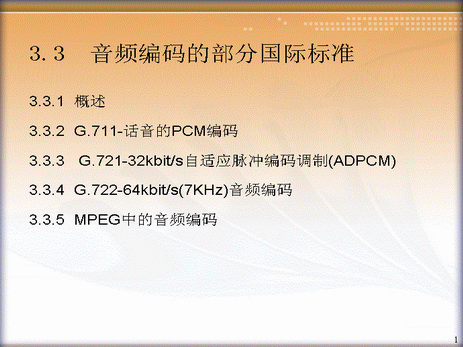 3.3 音频编码的部分国际标准
3.3.1 概述
3.3.2 G.711-话音的PCM编码
3.3.3 G.721-32kbit/s自适应脉冲编码调制(ADPCM)
3.3.4 G.722-64kbit/s(7KHz)音频编码
3.3.5 MPEG中的音频编码
1